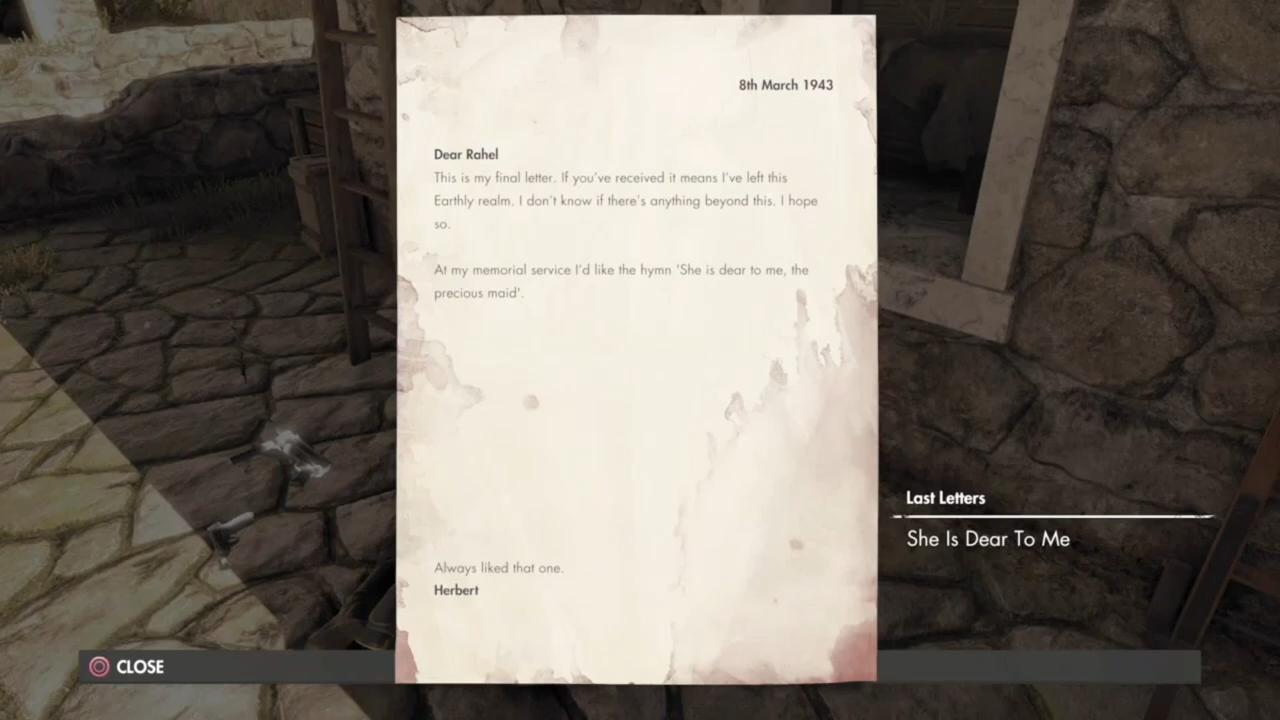 8th March 1943
Dear Rahel
This is my final letter. If you've received it means I've left this
Earthly realm. I don't know if there's anything beyond this. I hope
so.
At my memorial service I'd like the hymn 'She is dear to me, the
precious maid'.
Always liked that one.
Herbert
Last Letters
She Is Dear To Me
CLOSE